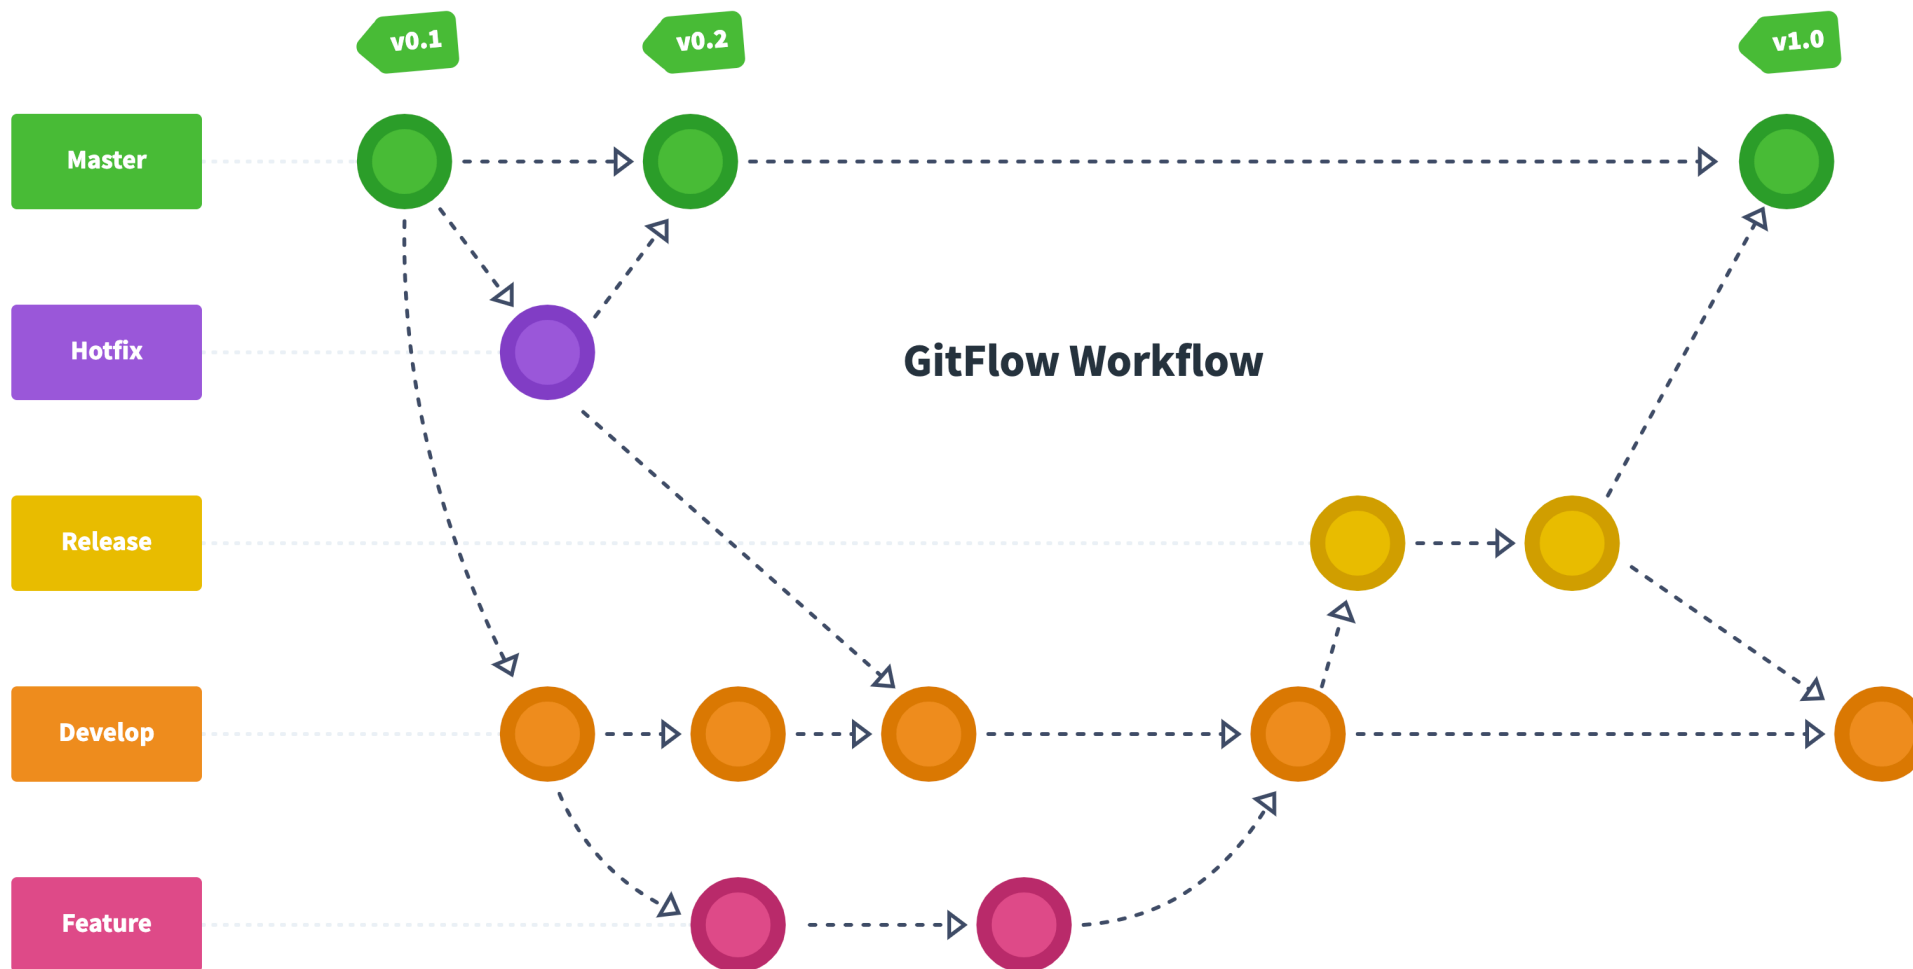 v0.1
v0.2
v1.0
Master
Hotfix
GitFlow Workflow
Release
Develop
Feature